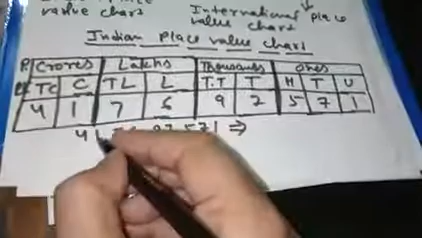 value chart International place
value chart
Indian place value chart
Crores Lakhs Thousands ones
TC C TL L T.T T H T U
4 1 7 6 9 2 5 7 1
571 ⇒